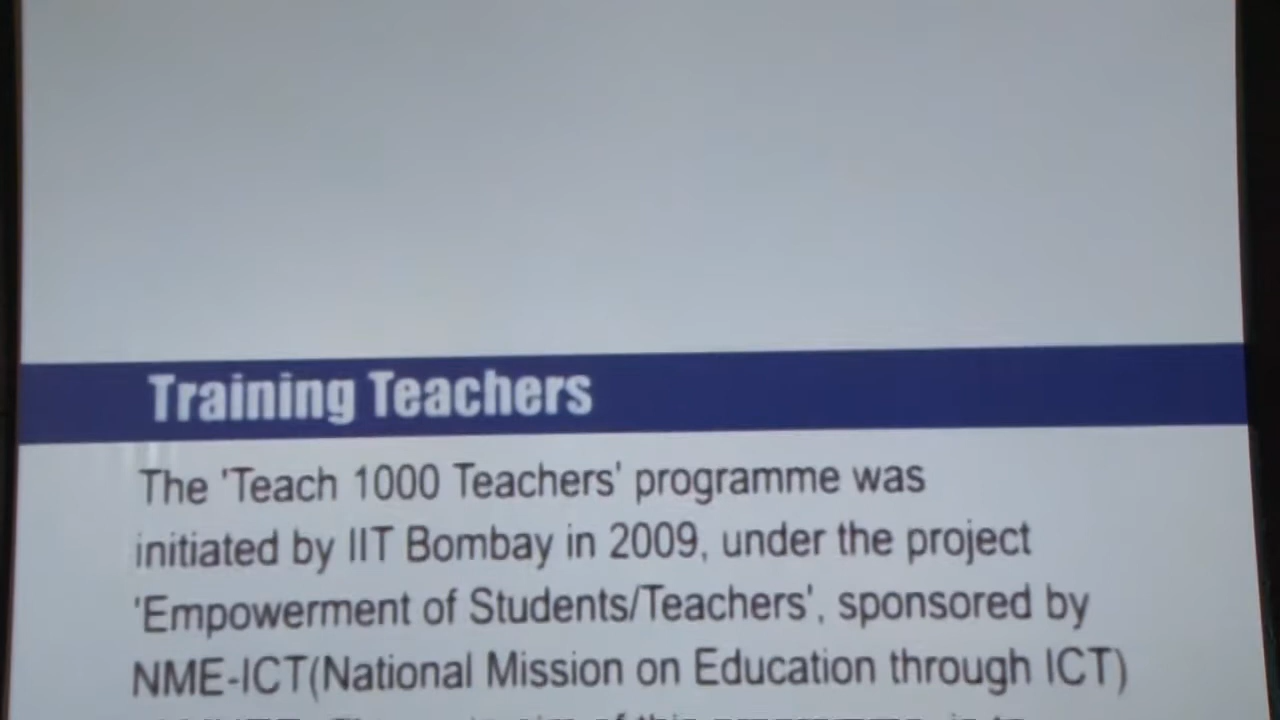 Training Teachers
The 'Teach 1000 Teachers' programme was
initiated by IIT Bombay in 2009, under the project
'Empowerment of Students/Teachers', sponsored by
NME-ICT(National Mission on Education through ICT)